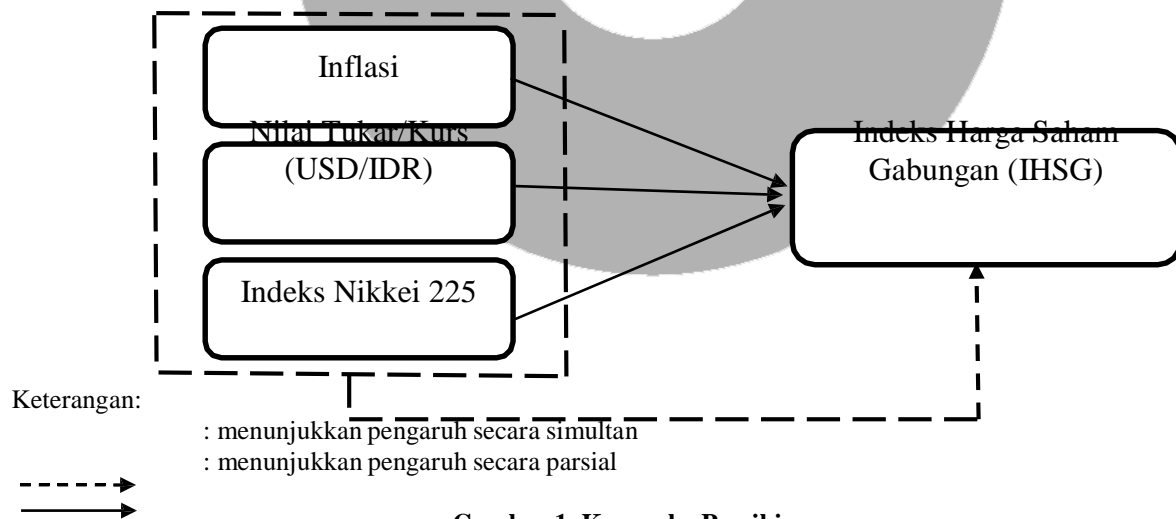 Inflasi
Nilai Tukar/Kurs
(USD/IDR)
Indeks Nikkei 225
Indeks Harga Saham
Gabungan (IHSG)
Keterangan:
: menunjukkan pengaruh secara simultan
: menunjukkan pengaruh secara parsial
Gambar 1. Kerangka